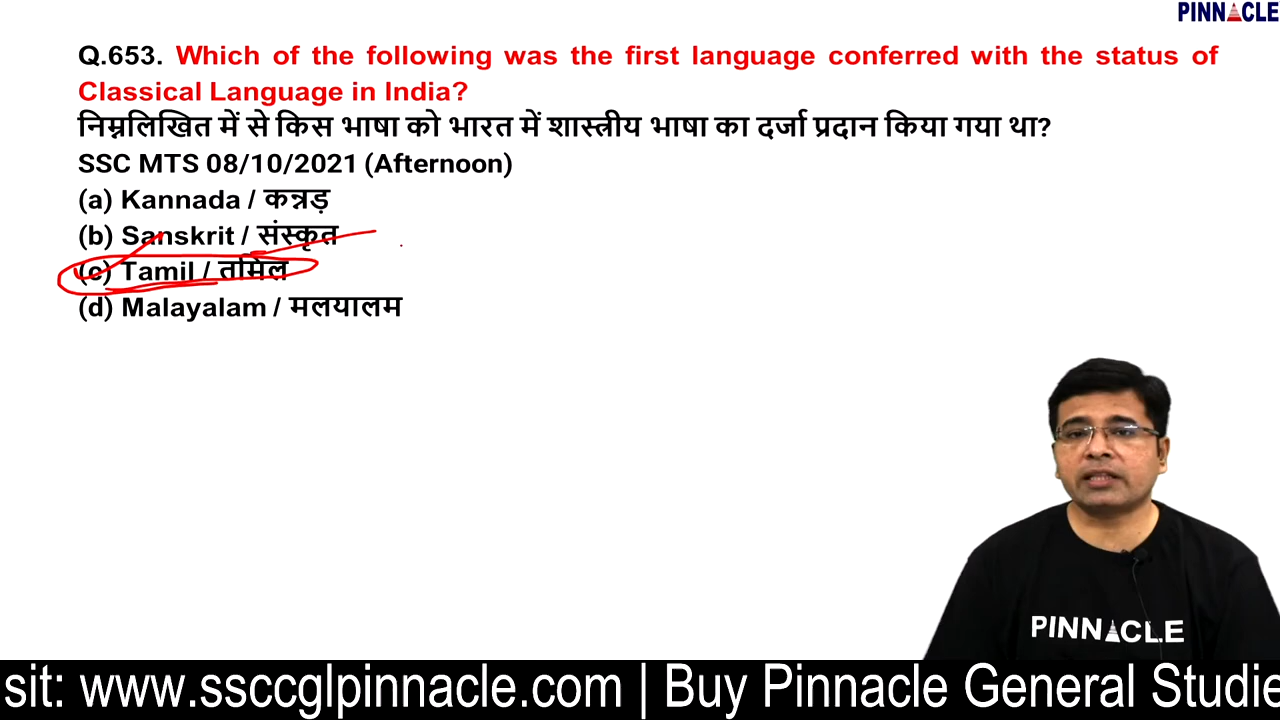 PINNACLE
Q.653. Which of the following was the first language conferred with the status of
Classical Language in India?
निम्नलिखित में से किस भाषा को भारत में शास्त्रीय भाषा का दर्जा प्रदान किया गया था?
SSC MTS 08/10/2021 (Afternoon)
(a) Kannada / कन्नड़
(b) Sanskrit / संस्कृत
(c) Tamil / तमिल
(d) Malayalam / मलयालम
PINNACLE
sit: www.ssccglpinnacle.com | Buy Pinnacle General Studie